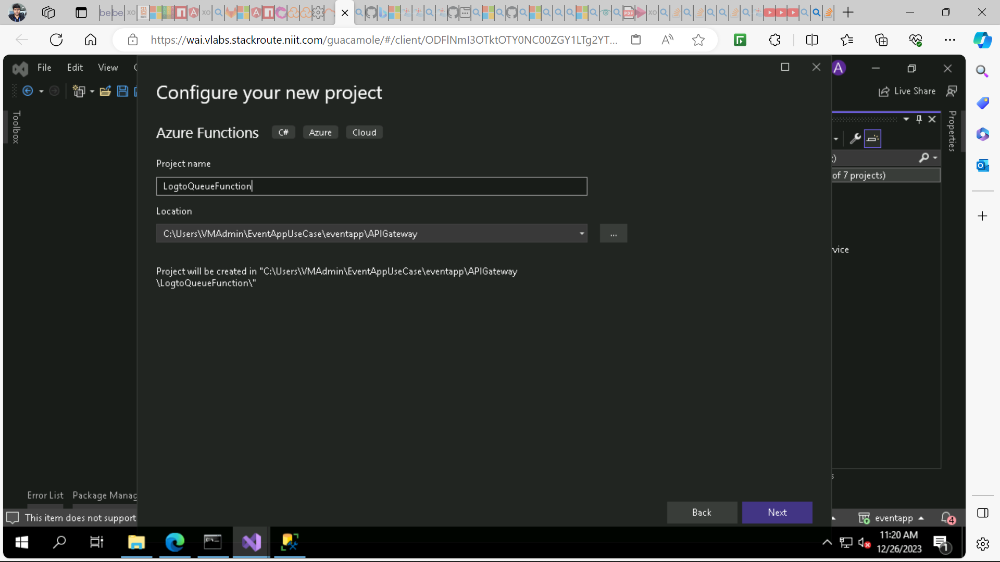 https://wai.vlabs.stackroute.niit.com/guacamole/#/client/ODFlNmI3OTktOTY0NC00ZGY1LTg2YT...
File Edit View
A
Live Share
Toolbox
Properties
Configure your new project
Azure Functions C# Azure Cloud
Project name
LogtoQueueFunction
of 7 projects)
Location
C:\Users\VMAdmin\EventAppUseCase\eventapp\APIGateway
...
vice
Project will be created in "C:\Users\VMAdmin\EventAppUseCase\eventapp\APIGateway
\LogtoQueueFunction\"
Error List Package Manag
Back Next
This item does not support
eventapp
4
11:20 AM
12/26/2023
1